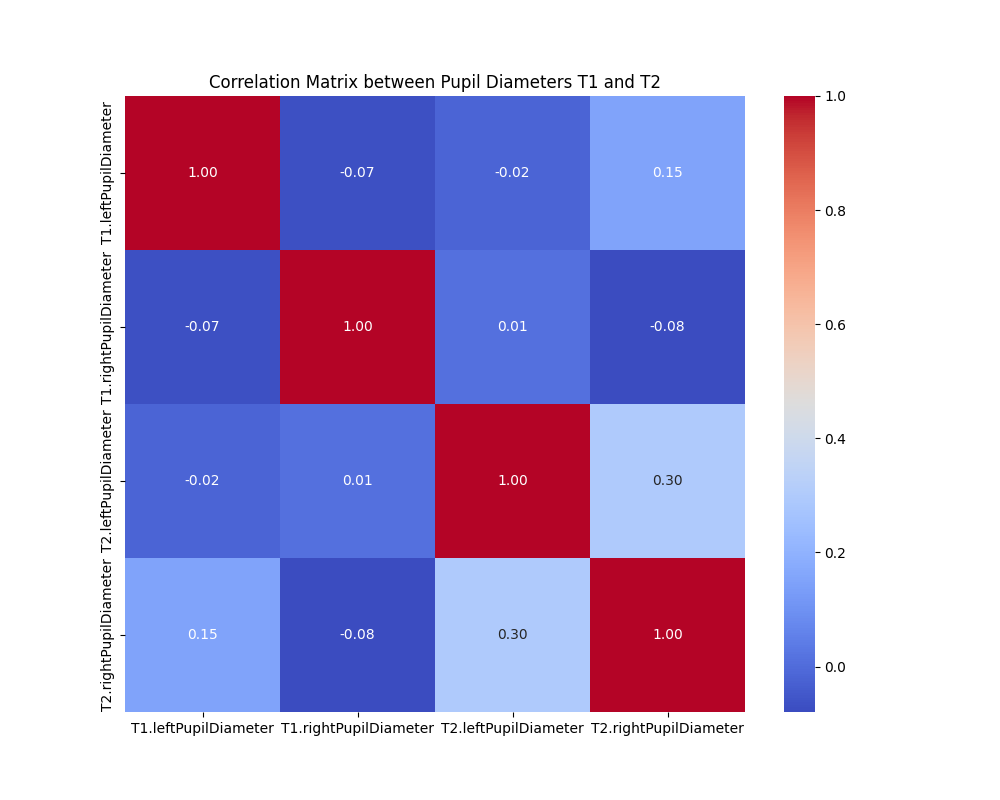 Correlation Matrix between Pupil Diameters T1 and T2
T1.leftPupilDiameter
1.00 -0.07 -0.02 0.15
T1.rightPupilDiameter
-0.07 1.00 0.01 -0.08
T2.leftPupilDiameter
-0.02 0.01 1.00 0.30
T2.rightPupilDiameter
0.15 -0.08 0.30 1.00
T1.leftPupilDiameter T1.rightPupilDiameter T2.leftPupilDiameter T2.rightPupilDiameter
1.0
0.8
0.6
0.4
0.2
0.0